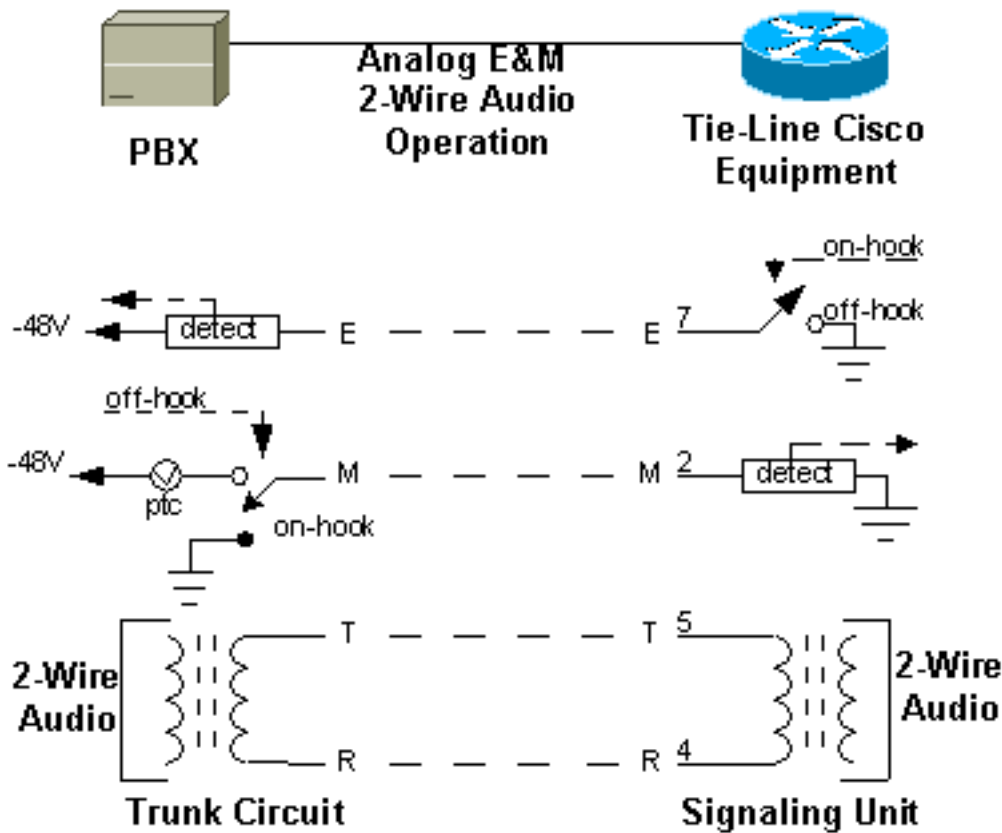 Analog E&M
2-Wire Audio
Operation
PBX
Tie-Line Cisco
Equipment
on-hook
-48V
detect
E
E
7
off-hook
off-hook
-48V
ptc
M
M
2
detect
on-hook
T
T
5
2-Wire
Audio
2-Wire
Audio
R
R
4
Trunk Circuit
Signaling Unit